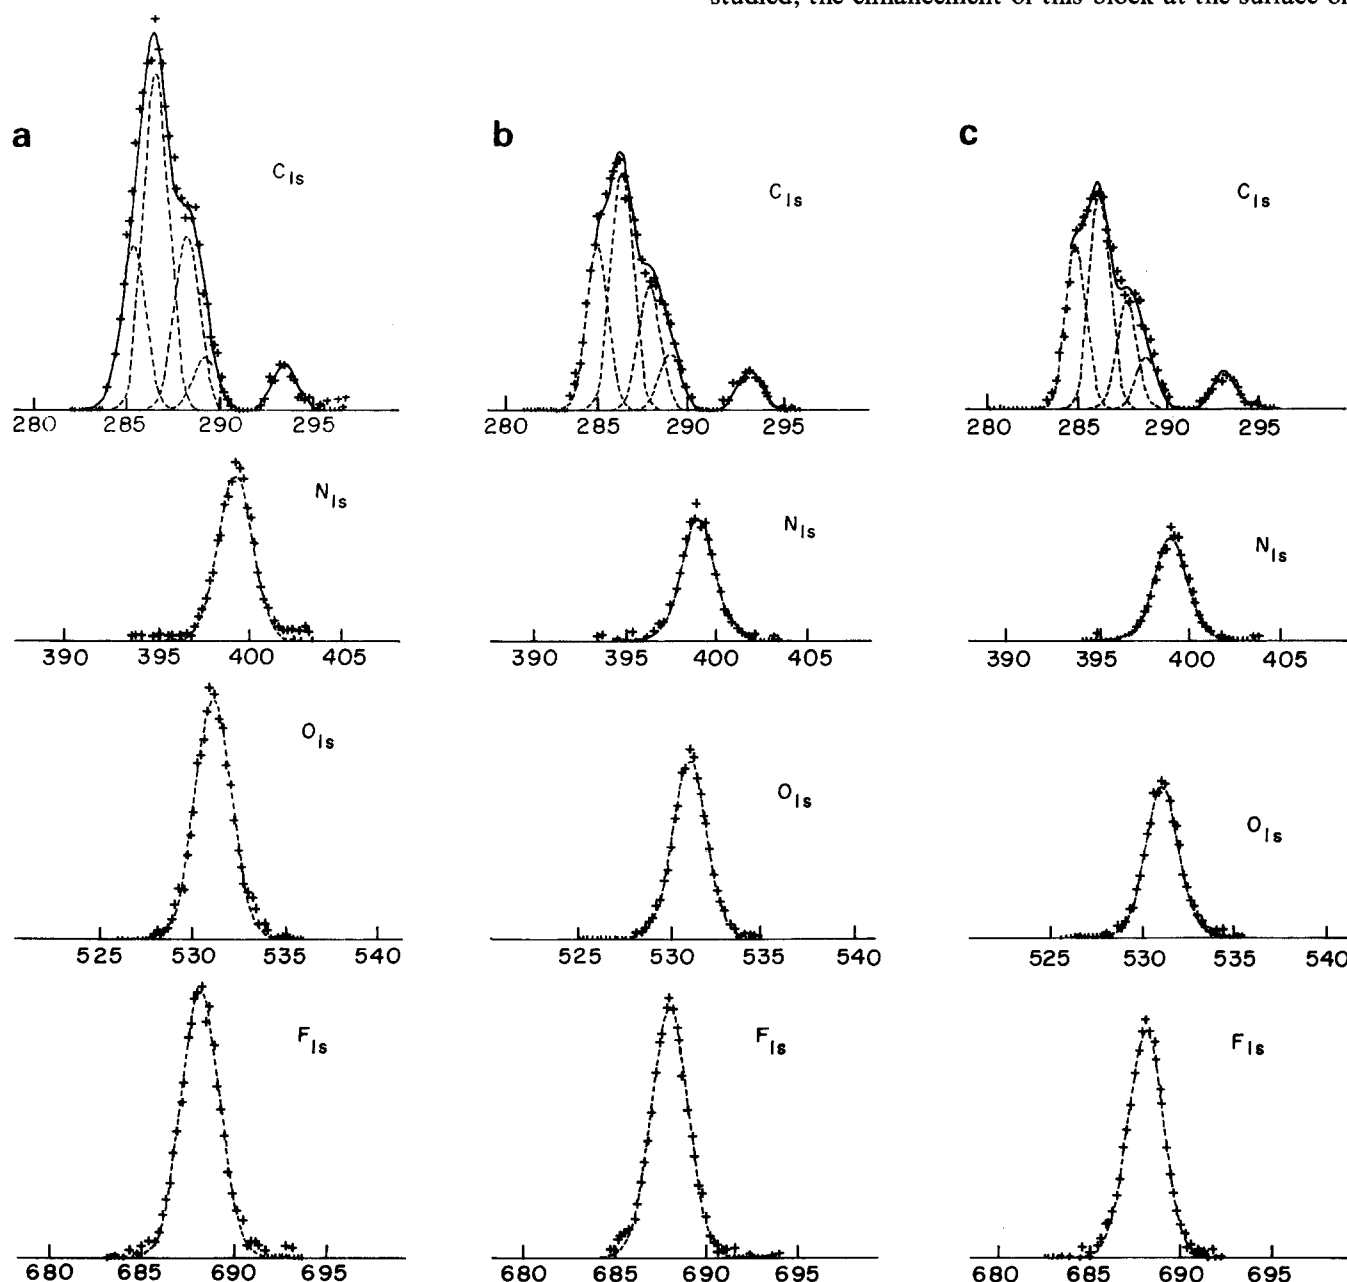 studied, the enhancement of this block at the surface of
a
b
c
C1s
C1s
C1s
280 285 290 295
280 285 290 295
280 285 290 295
N1s
N1s
N1s
390 395 400 405
390 395 400 405
390 395 400 405
O1s
O1s
O1s
525 530 535 540
525 530 535 540
525 530 535 540
F1s
F1s
F1s
680 685 690 695
680 685 690 695
680 685 690 695